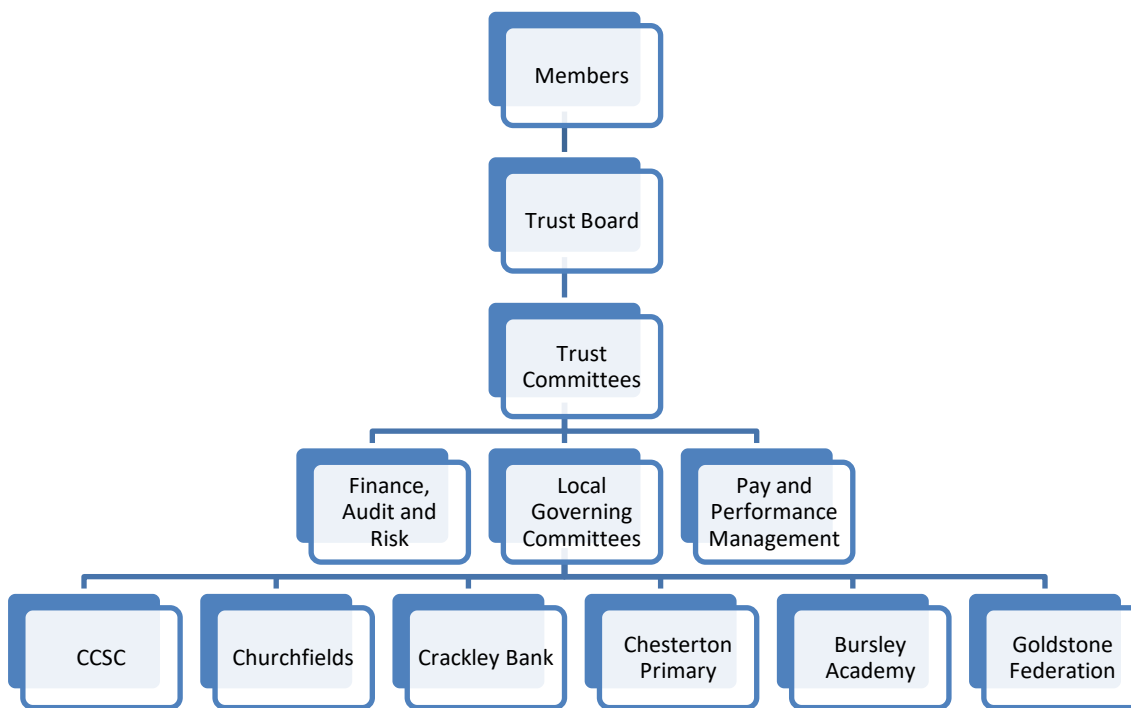 Members
Trust Board
Trust
Committees
Finance,
Audit and
Risk
Local
Governing
Committees
Pay and
Performance
Management
CCSC
Churchfields
Crackley Bank
Chesterton
Primary
Bursley
Academy
Goldstone
Federation